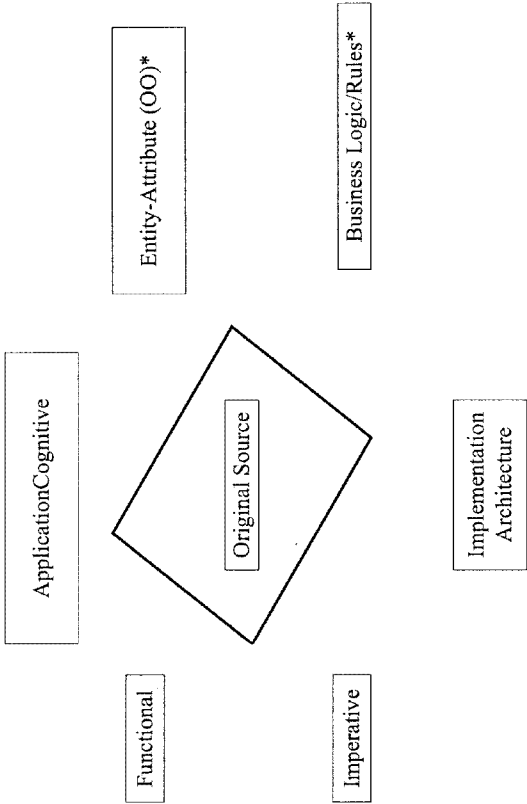 ApplicationCognitive
Functional
Entity-Attribute (OO)*
Original Source
Imperative
Business Logic/Rules*
Implementation
Architecture